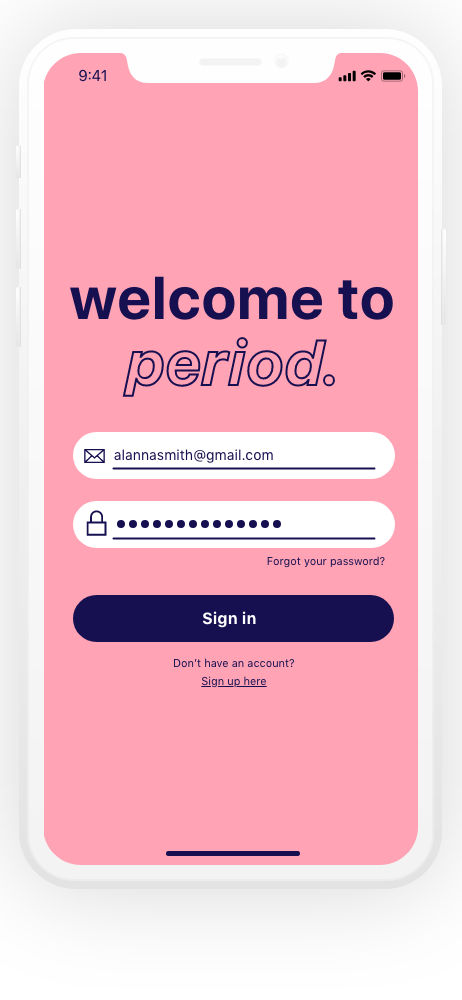 9:41
welcome to
period.
alannasmith@gmail.com
Forgot your password?
Sign in
Don't have an account?
Sign up here